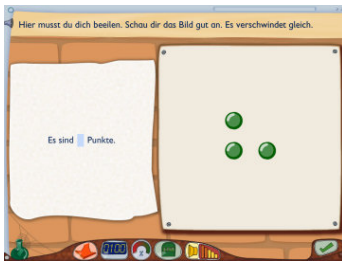 Hier musst du dich beeilen. Schau dir das Bild gut an. Es verschwindet gleich.
Es sind Punkte.